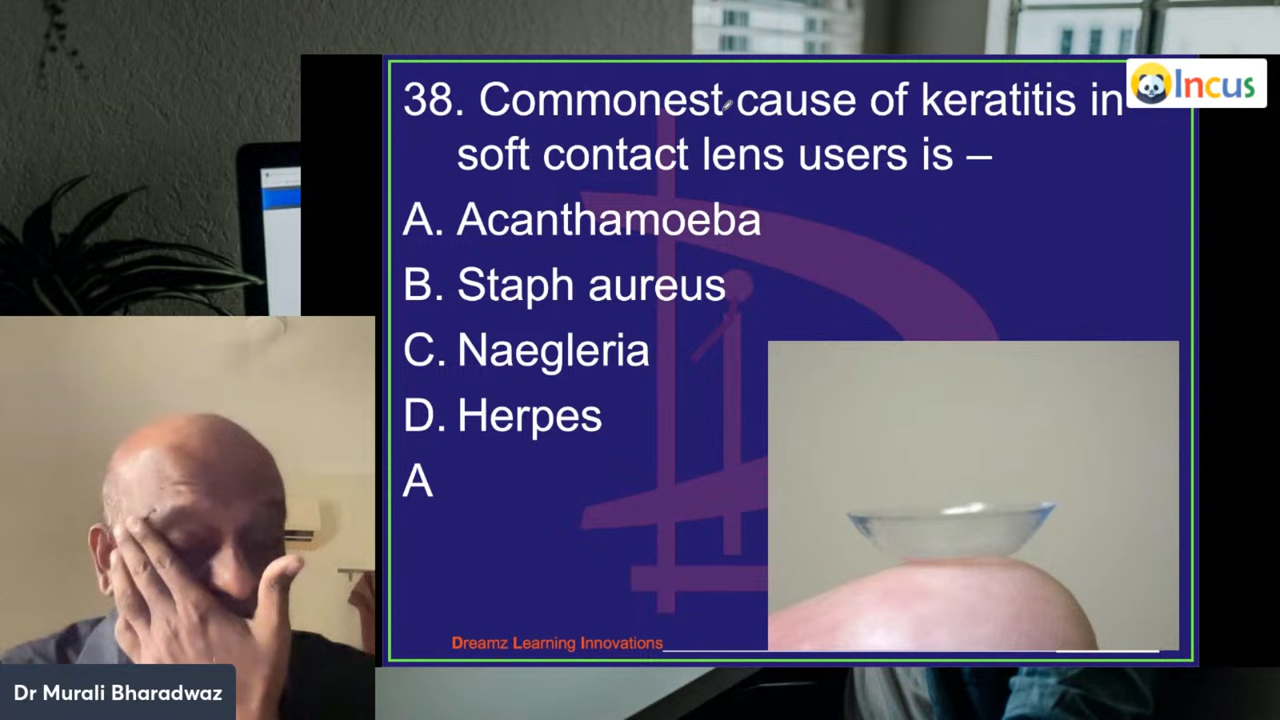 38. Commonest cause of keratitis in
soft contact lens users is –
A. Acanthamoeba
B. Staph aureus
C. Naegleria
D. Herpes
A
Dreamz Learning Innovations
Incus
Dr Murali Bharadwaz